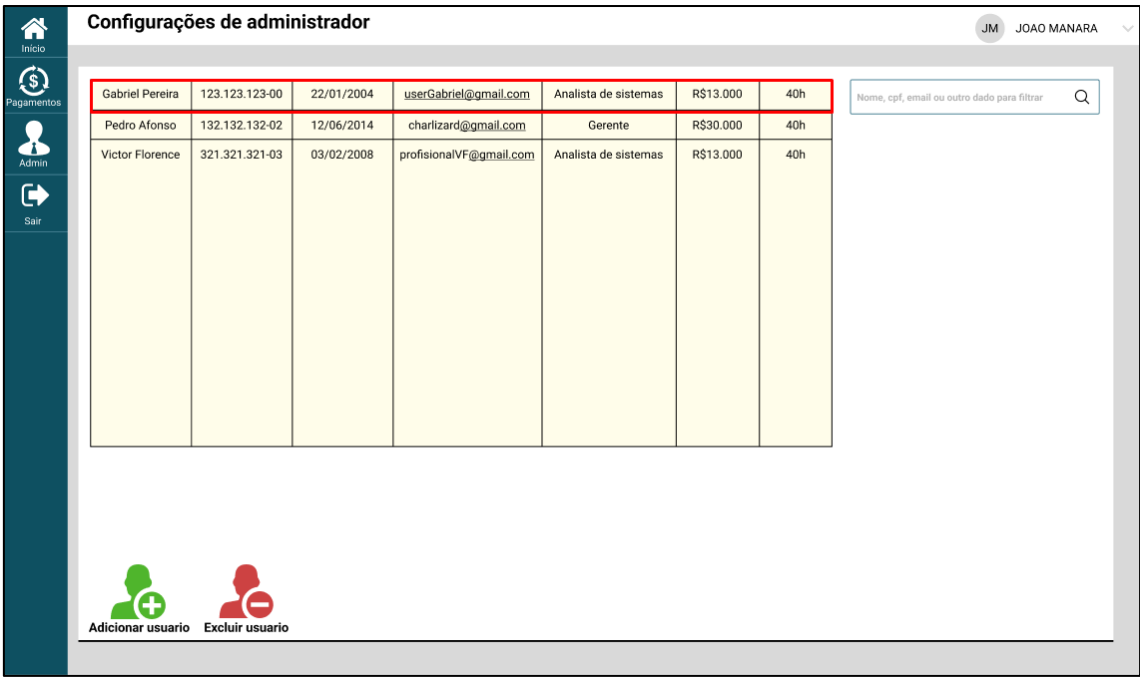 Configurações de administrador
JM JOAO MANARA
Início
Pagamentos
Admin
Sair
Gabriel Pereira 123.123.123-00 22/01/2004 userGabriel@gmail.com Analista de sistemas R$13.000 40h
Pedro Afonso 132.132.132-02 12/06/2014 charlizard@gmail.com Gerente R$30.000 40h
Victor Florence 321.321.321-03 03/02/2008 profisionalVF@gmail.com Analista de sistemas R$13.000 40h
Nome, cpf, email ou outro dado para filtrar
Adicionar usuario Excluir usuario